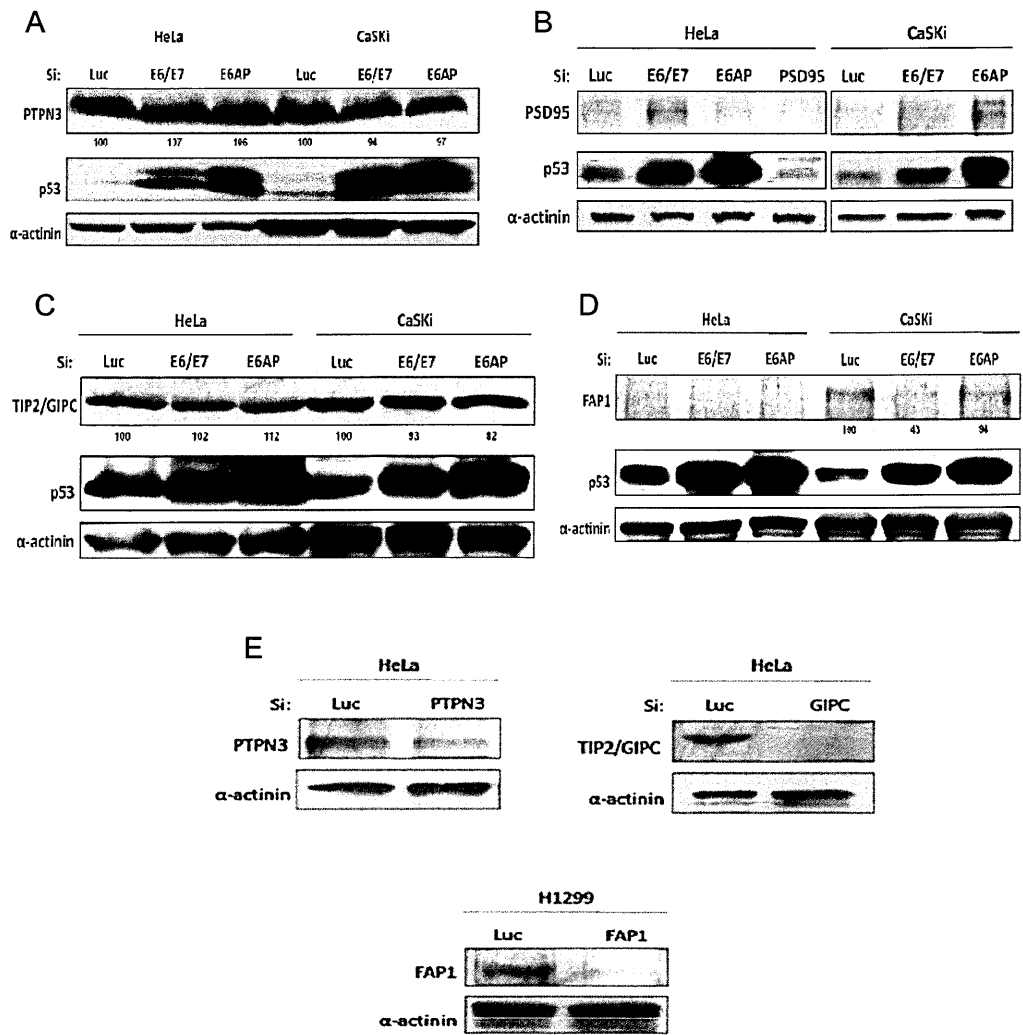 A
HeLa CaSKi
Si: Luc E6/E7 E6AP Luc E6/E7 E6AP
PTPN3
100 107 106 100 94 97
p53
α-actinin
B
HeLa CaSKi
Si: Luc E6/E7 E6AP PSD95 Luc E6/E7 E6AP
PSD95
p53
α-actinin
C
HeLa CaSKi
Si: Luc E6/E7 E6AP Luc E6/E7 E6AP
TIP2/GIPC
100 102 112 100 93 82
p53
α-actinin
D
HeLa CaSKi
Si: Luc E6/E7 E6AP Luc E6/E7 E6AP
FAP1
100 43 94
p53
α-actinin
E
HeLa
Si: Luc PTPN3
PTPN3
α-actinin
HeLa
Si: Luc GIPC
TIP2/GIPC
α-actinin
H1299
Luc FAP1
FAP1
α-actinin